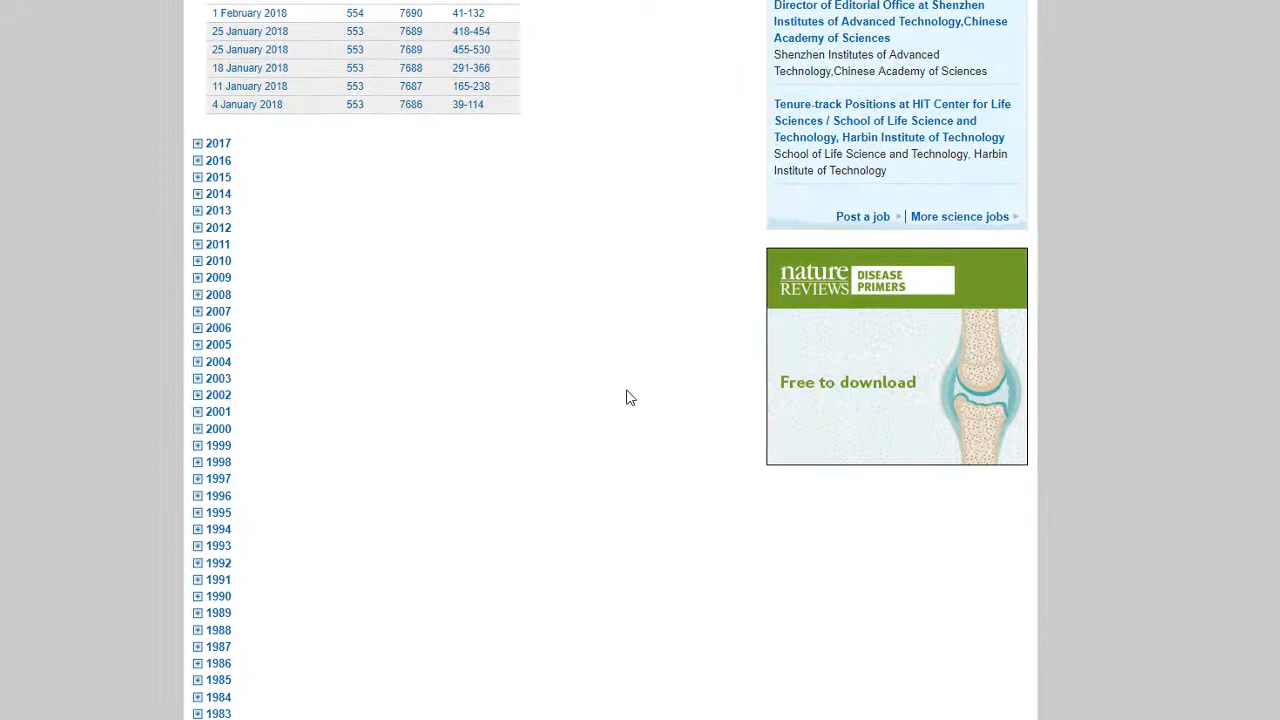 1 February 2018 554 7690 41-132
25 January 2018 553 7689 418-454
25 January 2018 553 7689 455-530
18 January 2018 553 7688 291-366
11 January 2018 553 7687 165-238
4 January 2018 553 7686 39-114
2017
2016
2015
2014
2013
2012
2011
2010
2009
2008
2007
2006
2005
2004
2003
2002
2001
2000
1999
1998
1997
1996
1995
1994
1993
1992
1991
1990
1989
1988
1987
1986
1985
1984
1983
Director of Editorial Office at Shenzhen
Institutes of Advanced Technology,Chinese
Academy of Sciences
Shenzhen Institutes of Advanced
Technology,Chinese Academy of Sciences
Tenure-track Positions at HIT Center for Life
Sciences / School of Life Science and
Technology, Harbin Institute of Technology
School of Life Science and Technology, Harbin
Institute of Technology
Post a job | More science jobs
nature
REVIEWS
DISEASE
PRIMERS
Free to download